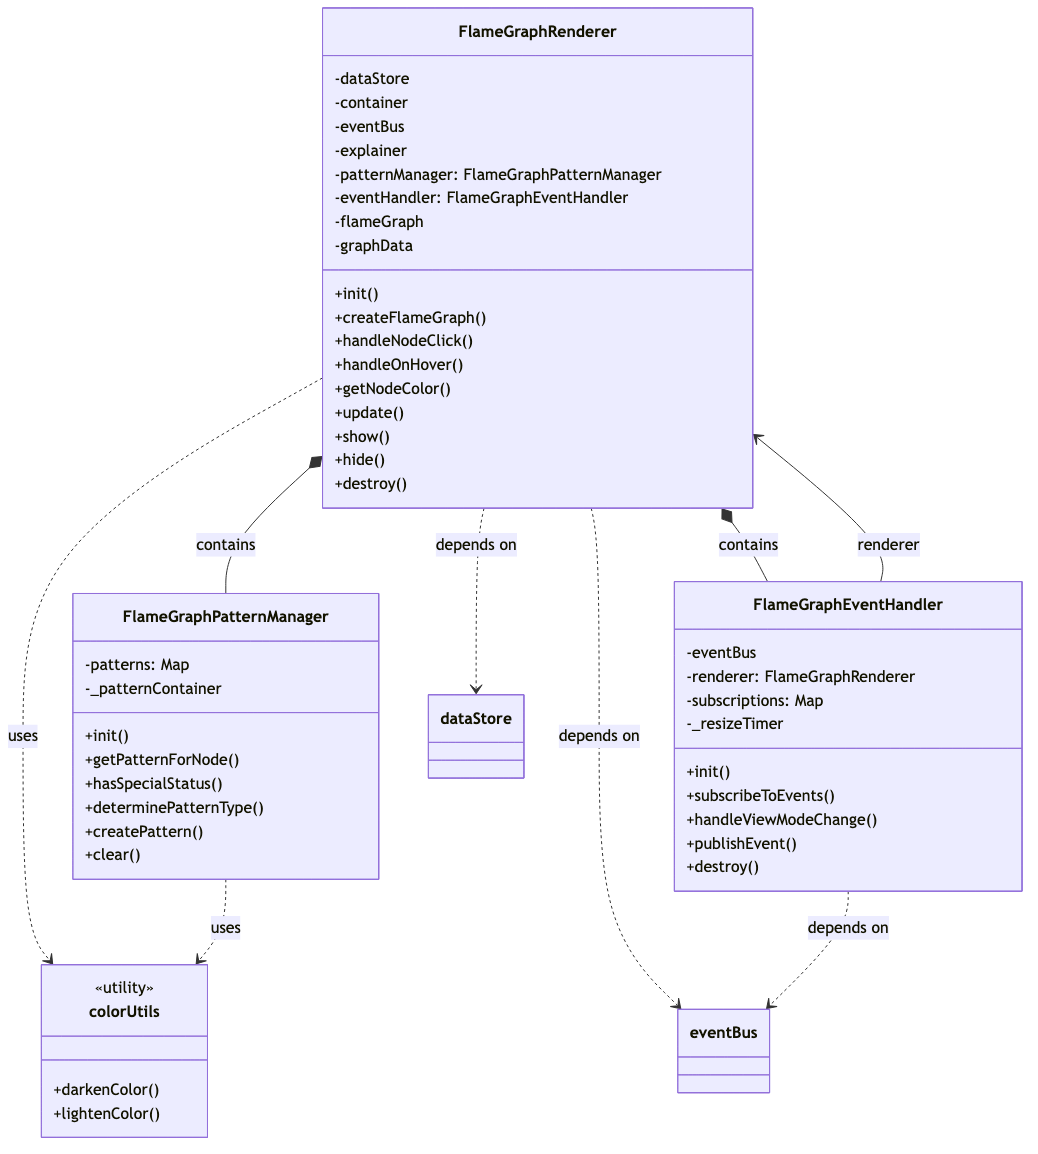 FlameGraphRenderer
-dataStore
-container
-eventBus
-explainer
-patternManager: FlameGraphPatternManager
-eventHandler: FlameGraphEventHandler
-flameGraph
-graphData
+init()
+createFlameGraph()
+handleNodeClick()
+handleOnHover()
+getNodeColor()
+update()
+show()
+hide()
+destroy()
contains
depends on
contains
renderer
FlameGraphPatternManager
-patterns: Map
-_patternContainer
+init()
+getPatternForNode()
+hasSpecialStatus()
+determinePatternType()
+createPattern()
+clear()
dataStore
FlameGraphEventHandler
-eventBus
-renderer: FlameGraphRenderer
-subscriptions: Map
-_resizeTimer
+init()
+subscribeToEvents()
+handleViewModeChange()
+publishEvent()
+destroy()
uses
depends on
uses
depends on
«utility»
colorUtils
+darkenColor()
+lightenColor()
eventBus